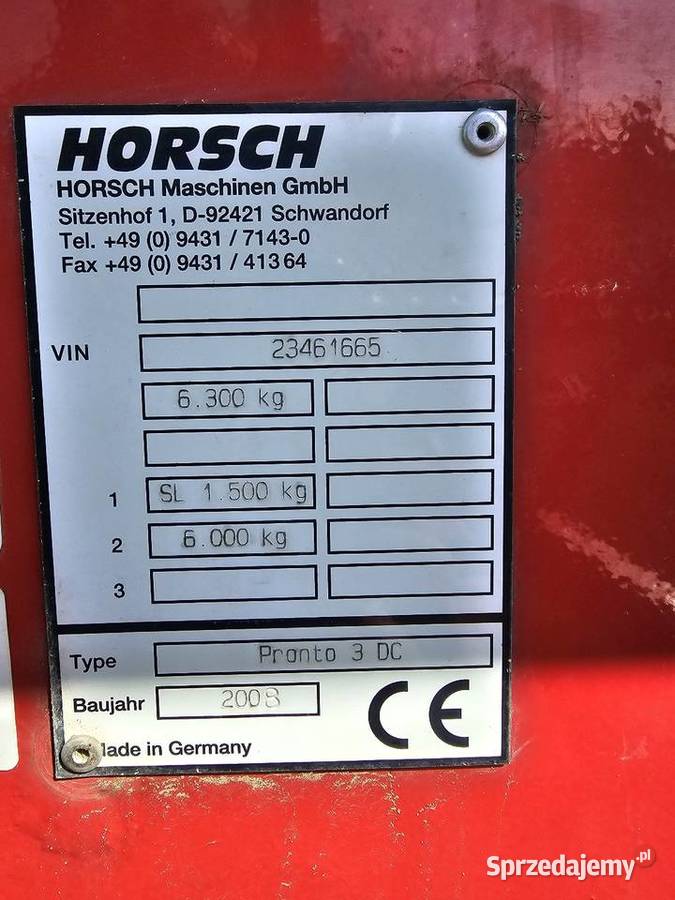 HORSCH
HORSCH Maschinen GmbH
Sitzenhof 1, D-92421 Schwandorf
Tel. +49 (0) 9431 / 7143-0
Fax +49 (0) 9431 / 41364
VIN 23461665
6.300 kg
1 SL 1.500 kg
2 6.000 kg
3
Type Pronto 3 DC
Baujahr 2008
CE
Made in Germany
Sprzedajemy.pl